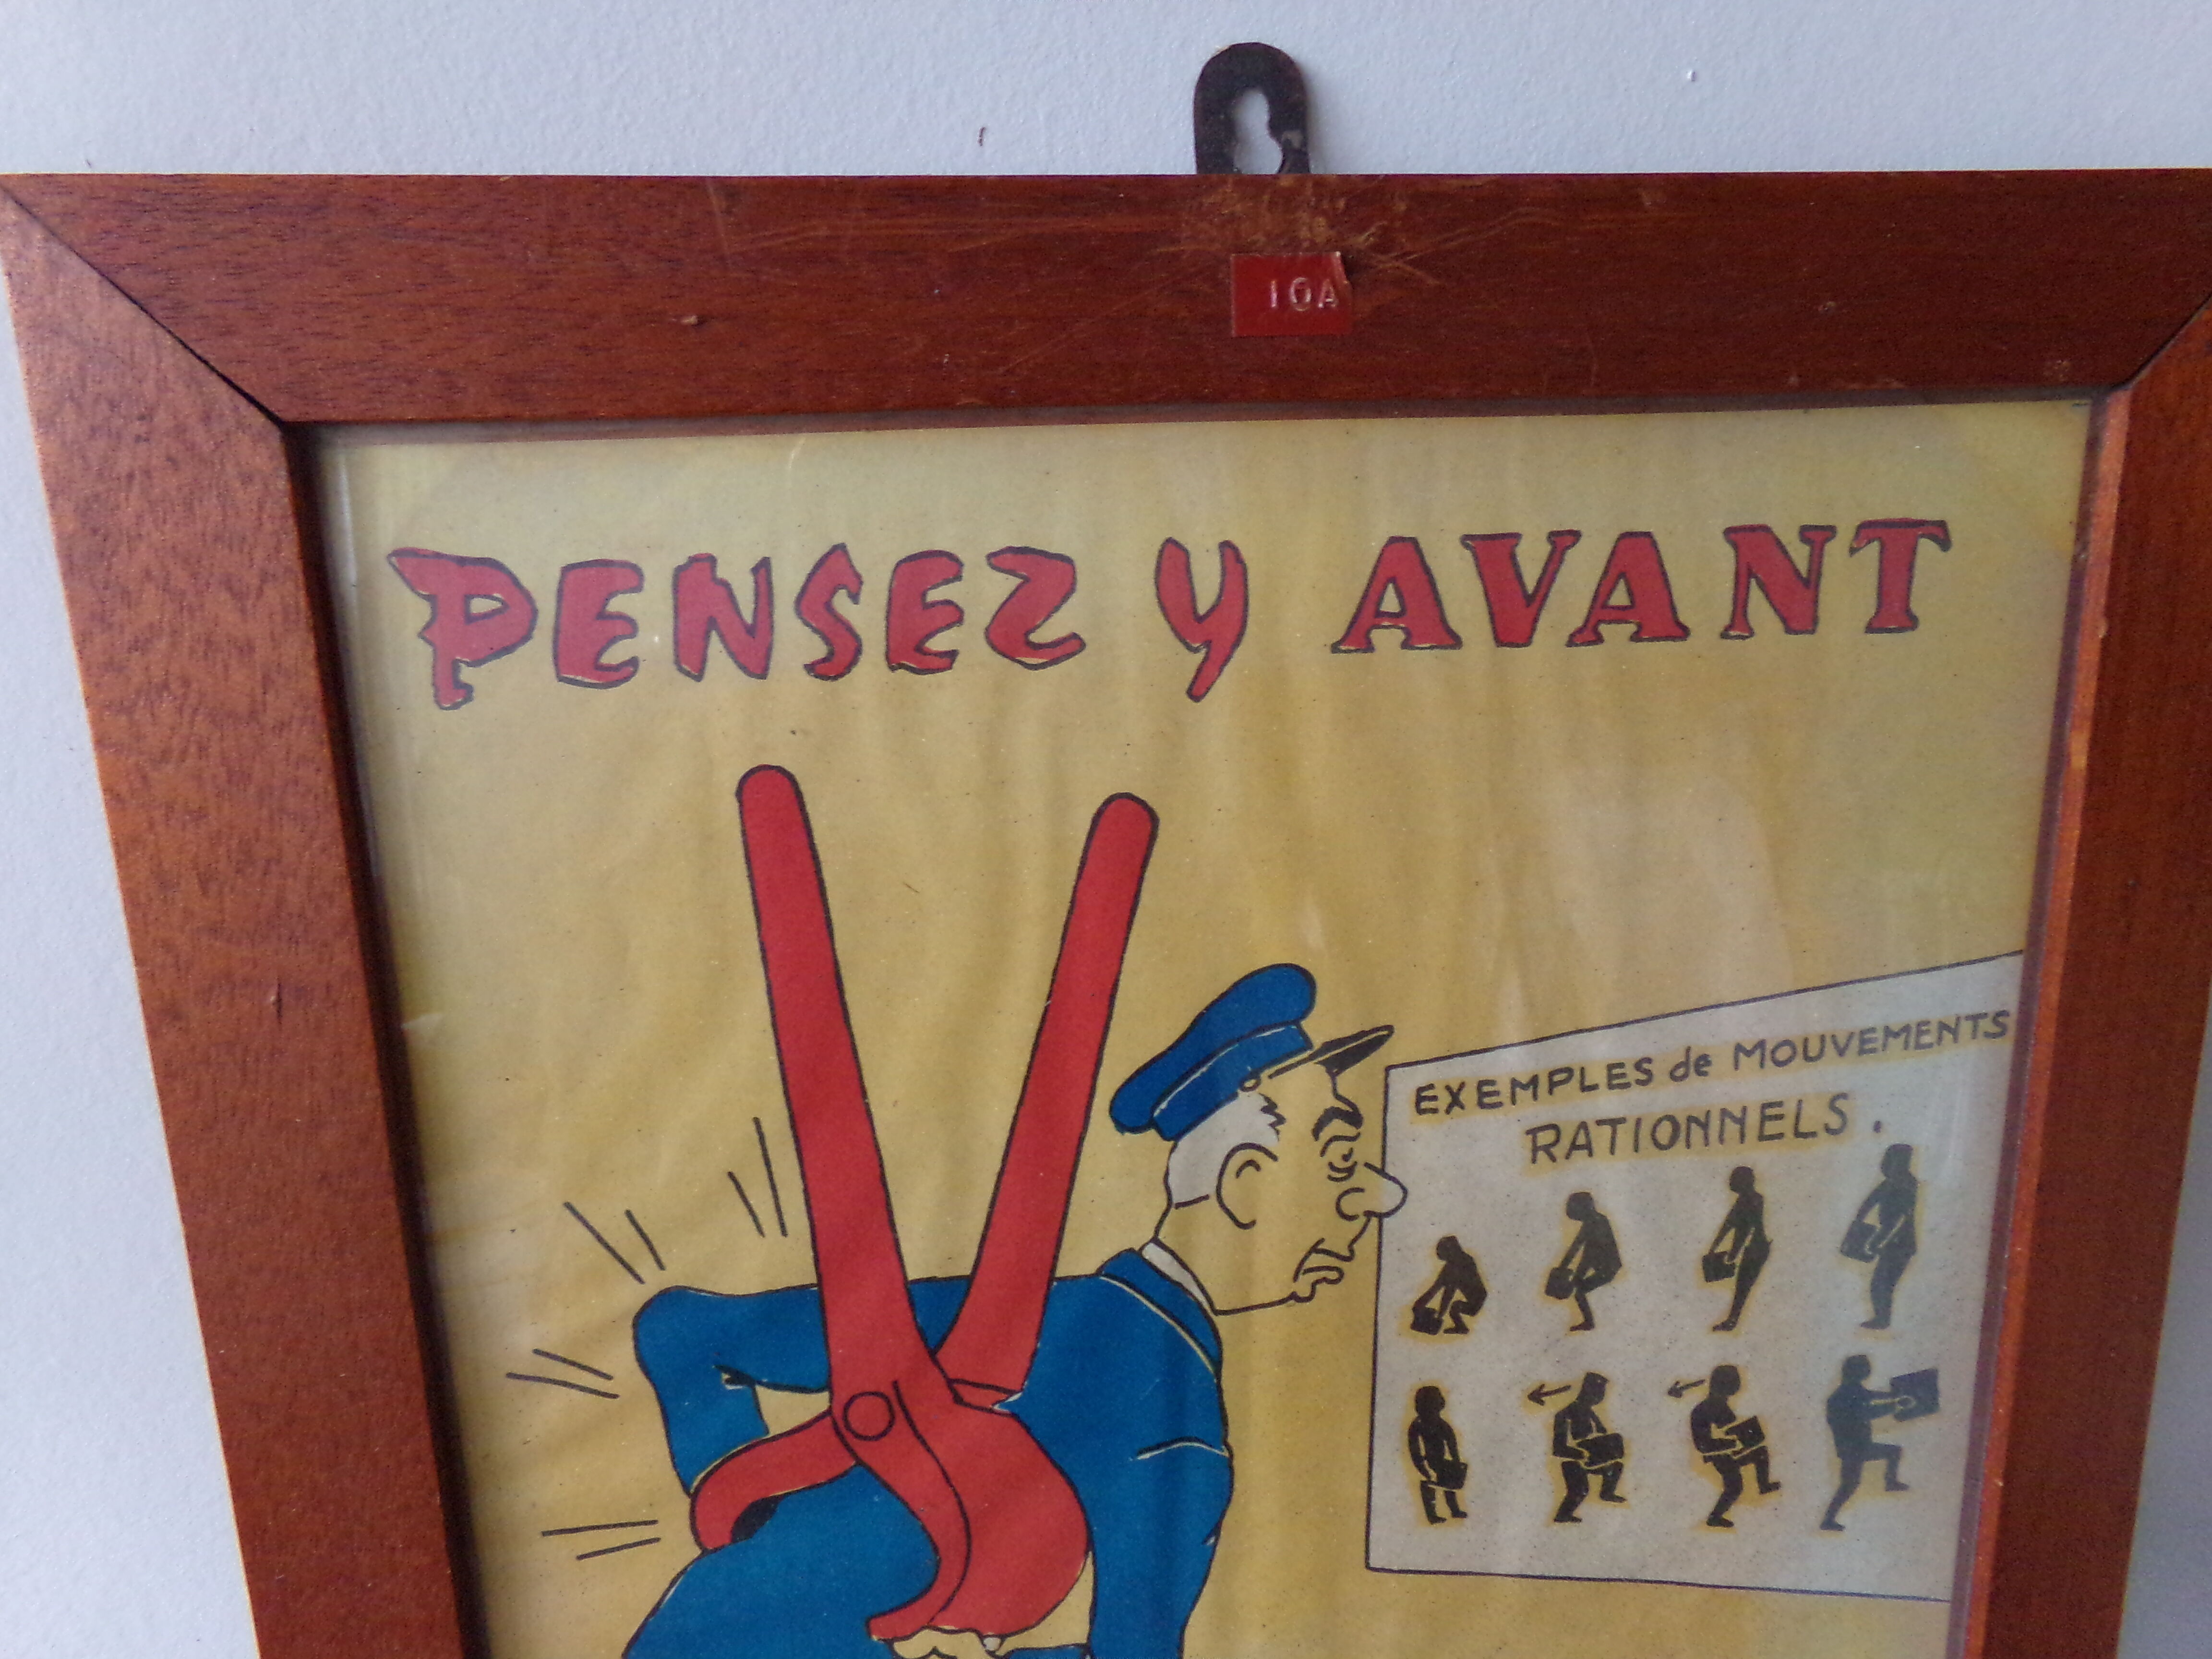 10A
PENSEZ Y AVANT
EXEMPLES de MOUVEMENTS
RATIONNELS.